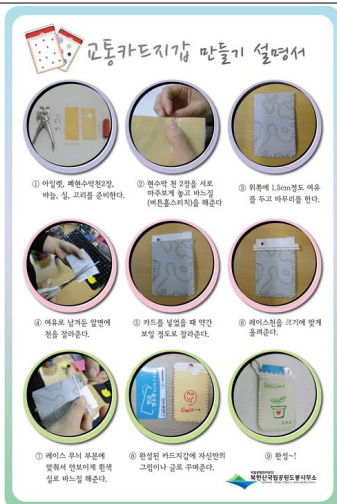 교통카드지갑 만들기 설명서
① 아일렛, 폐현수막천2장,
바늘, 실, 고리를 준비한다.
② 현수막 천 2장을 서로
마주보게 놓고 바느질
(버튼홀스티치)을 해준다
③ 위쪽에 1.5cm정도 여유
를 두고 마무리를 한다.
④ 여유로 남겨둔 앞면에
천을 잘라준다.
⑤ 카드를 넣었을 때 약간
보일 정도로 잘라준다.
⑥ 레이스천을 크기에 맞게
올려준다.
⑦ 레이스 무늬 부분에
맞춰서 안보이게 흰색
실로 바느질 해준다.
⑧ 완성된 카드지갑에 자신만의
그림이나 글로 꾸며준다.
⑨ 완성~!
국립공원관리공단
북한산국립공원도봉사무소